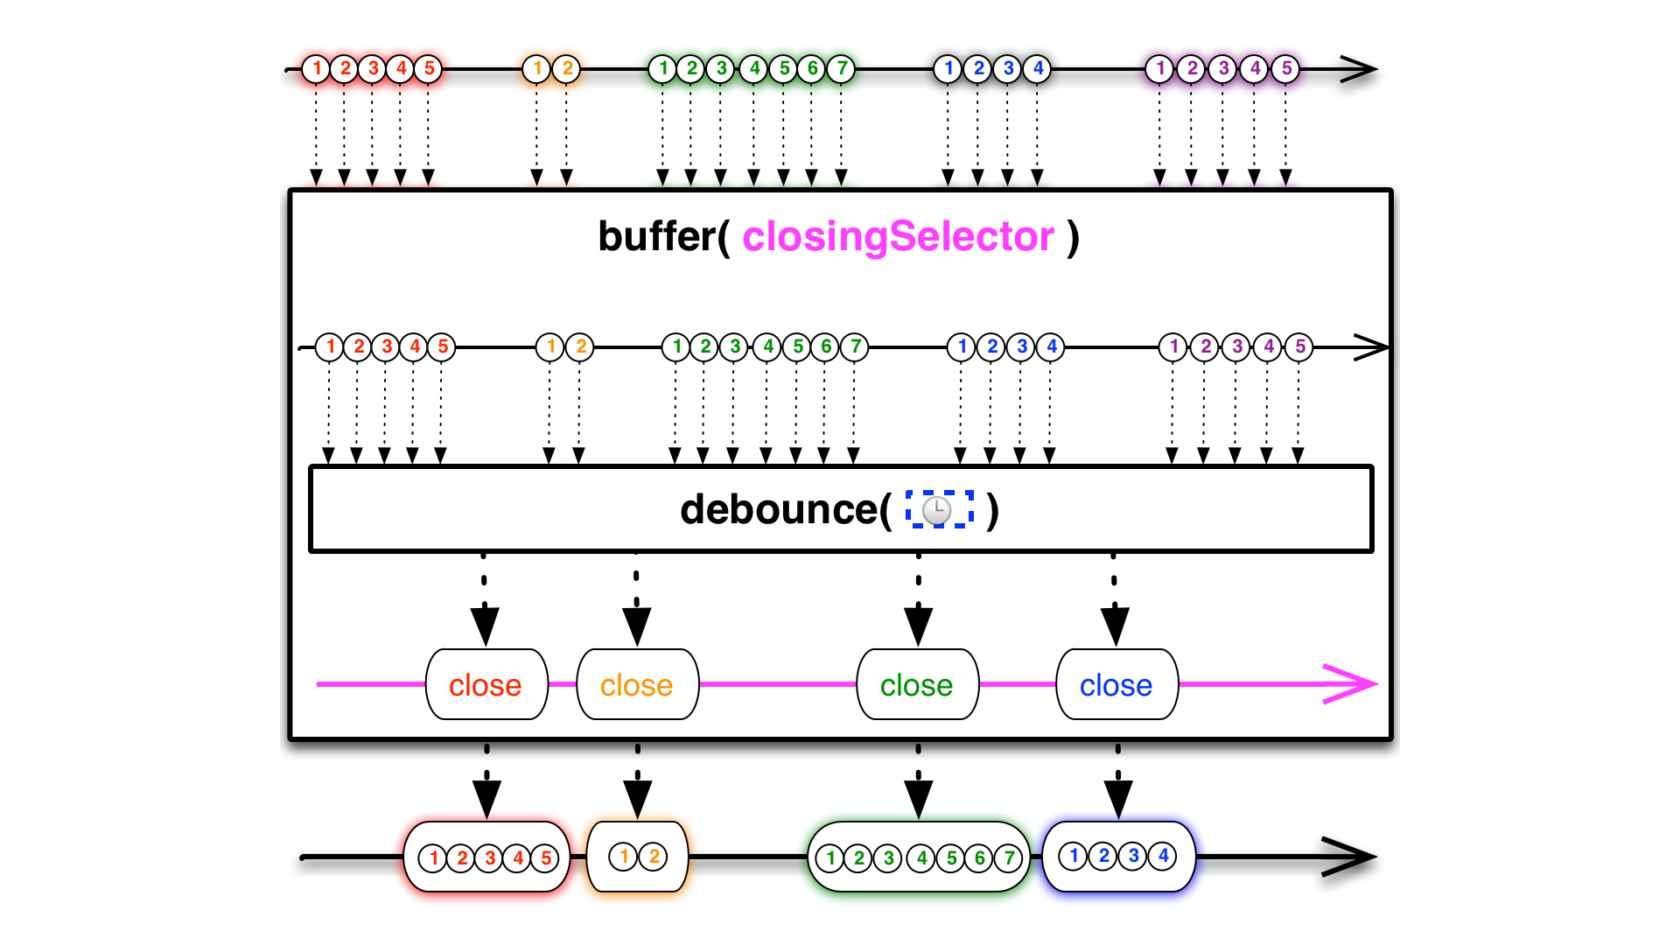 1 2 3 4 5 1 2 1 2 3 4 5 6 7 1 2 3 4 1 2 3 4 5
buffer( closingSelector )
1 2 3 4 5 1 2 1 2 3 4 5 6 7 1 2 3 4 1 2 3 4 5
debounce( )
close close close close
1 2 3 4 5 1 2 1 2 3 4 5 6 7 1 2 3 4